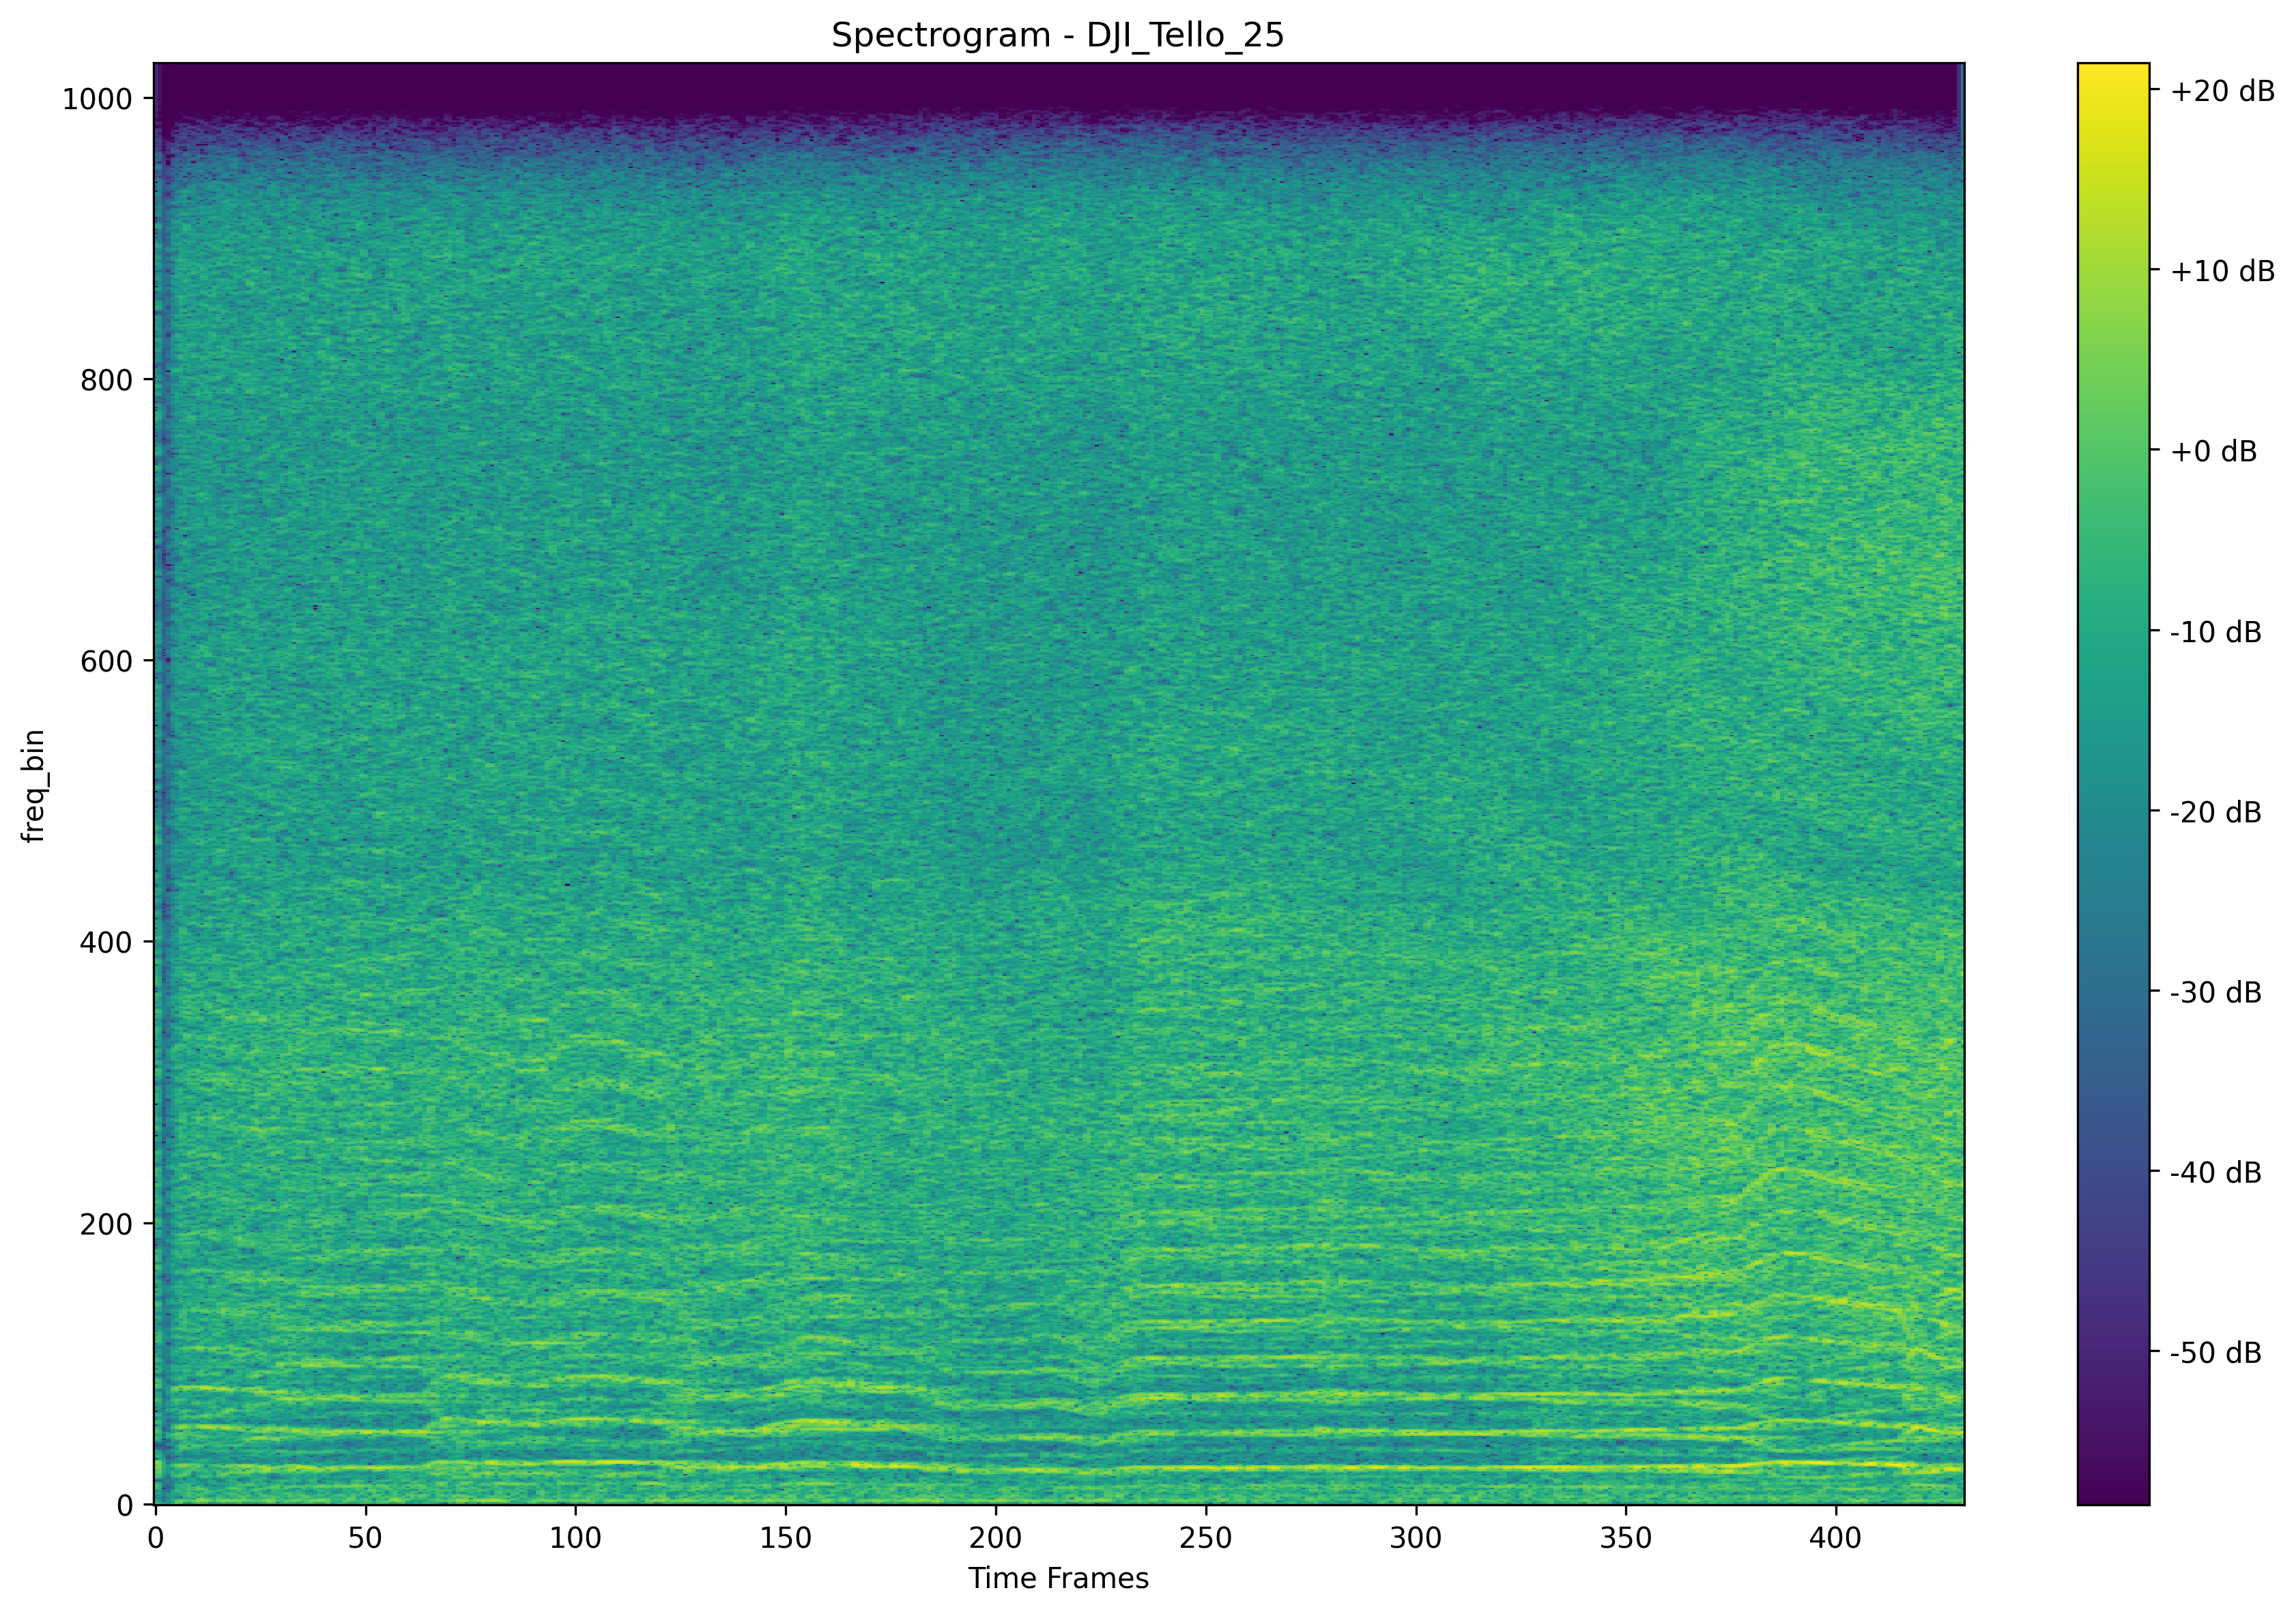 Spectrogram - DJI_Tello_25
1000
800
600
400
200
0
freq_bin
0 50 100 150 200 250 300 350 400
Time Frames
+20 dB
+10 dB
+0 dB
-10 dB
-20 dB
-30 dB
-40 dB
-50 dB